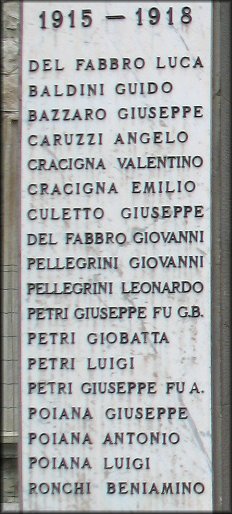 1915 - 1918
DEL FABBRO LUCA
BALDINI GUIDO
BAZZARO GIUSEPPE
CARUZZI ANGELO
CRACIGNA VALENTINO
CRACIGNA EMILIO
CULETTO GIUSEPPE
DEL FABBRO GIOVANNI
PELLEGRINI GIOVANNI
PELLEGRINI LEONARDO
PETRI GIUSEPPE FU G.B.
PETRI GIOBATTA
PETRI LUIGI
PETRI GIUSEPPE FU A.
POIANA GIUSEPPE
POIANA ANTONIO
POIANA LUIGI
RONCHI BENIAMINO